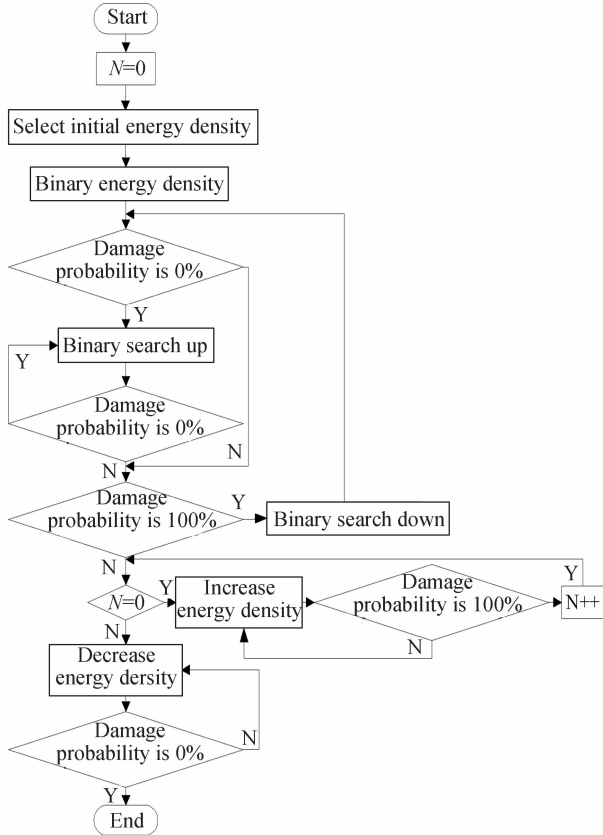 Start
N=0
Select initial energy density
Binary energy density
Damage
probability is 0%
Y
N
Binary search up
Y
Damage
probability is 0%
N
Damage
probability is 100%
Y
Binary search down
N
N=0
Y
Increase
energy density
Damage
probability is 100%
Y
N++
N
N
Decrease
energy dersity
Damage
probability is 0%
N
Y
End